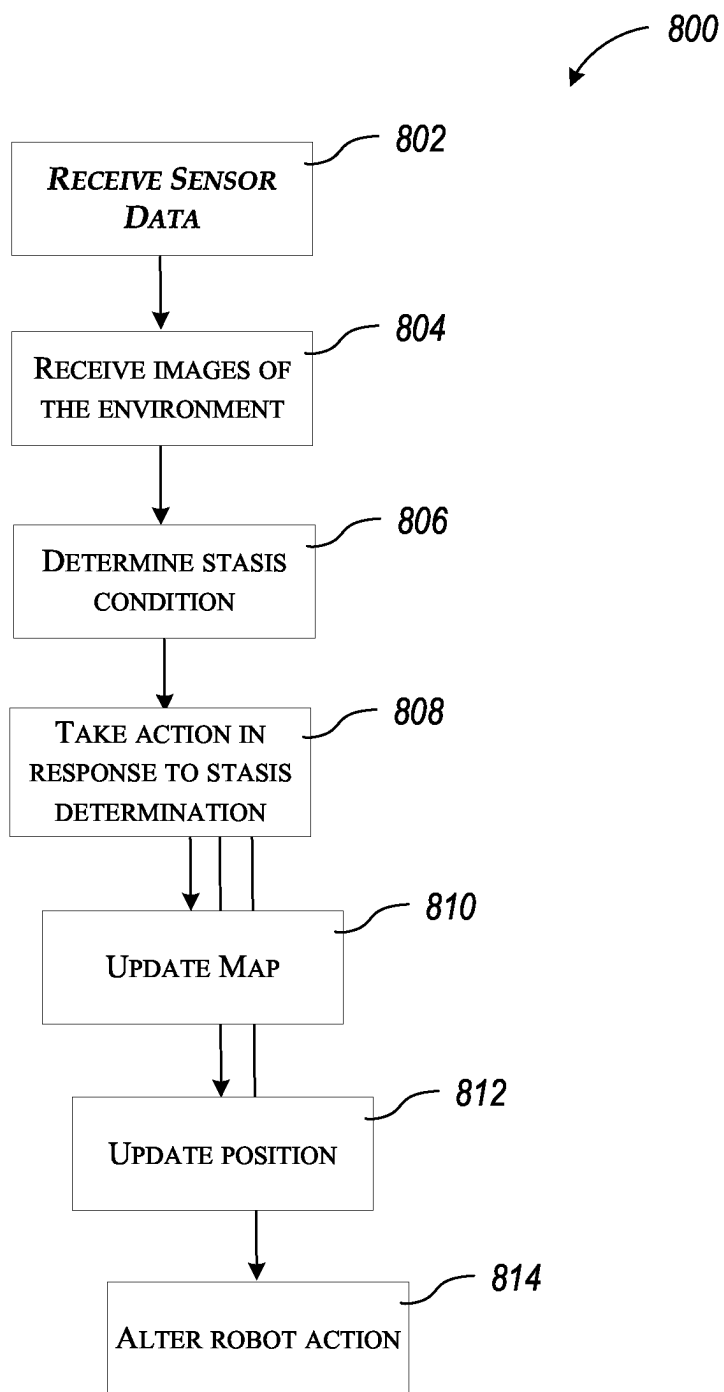 800
802
RECEIVE SENSOR
DATA
804
RECEIVE IMAGES OF
THE ENVIRONMENT
806
DETERMINE STASIS
CONDITION
808
TAKE ACTION IN
RESPONSE TO STASIS
DETERMINATION
810
UPDATE MAP
812
UPDATE POSITION
814
ALTER ROBOT ACTION